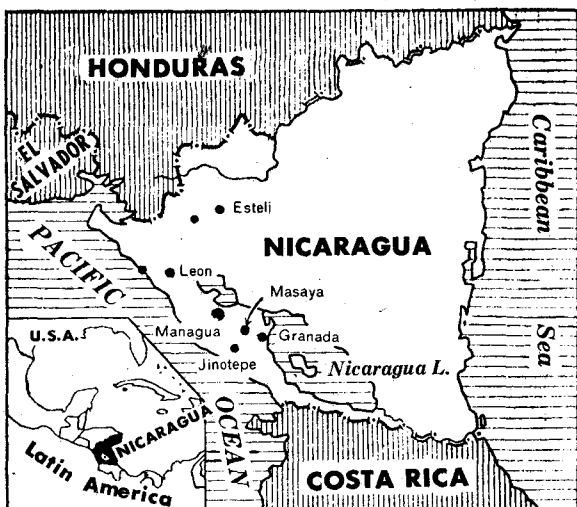 HONDURAS
EL
SALVADOR
Caribbean
Sea
Esteli
PACIFIC
OCEAN
NICARAGUA
Leon
Masaya
Managua
Granada
Jinotepe
Nicaragua L.
U.S.A.
NICARAGUA
Latin America
COSTA RICA